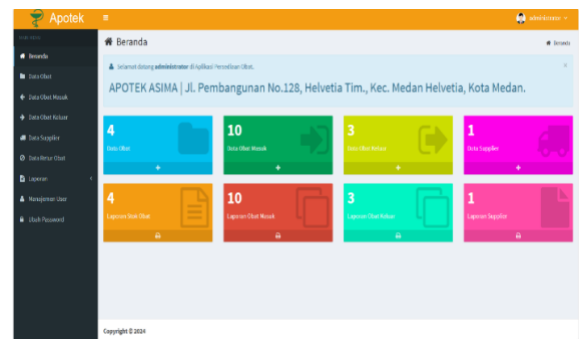 Apotek
administrator
Beranda
Beranda
Beranda
Data Obat
Data Obat Masuk
Data Obat Keluar
Data Supplier
Data Retur Obat
Laporan
Manajemen User
Ubah Password
Selamat datang administrator di Aplikasi Persediaan Obat.
APOTEK ASIMA | Jl. Pembangunan No.128, Helvetia Tim., Kec. Medan Helvetia, Kota Medan.
4
Data Obat
10
Data Obat Masuk
3
Data Obat Keluar
1
Data Supplier
4
Laporan Stok Obat
10
Laporan Obat Masuk
3
Laporan Obat Keluar
1
Laporan Supplier
Copyright © 2024